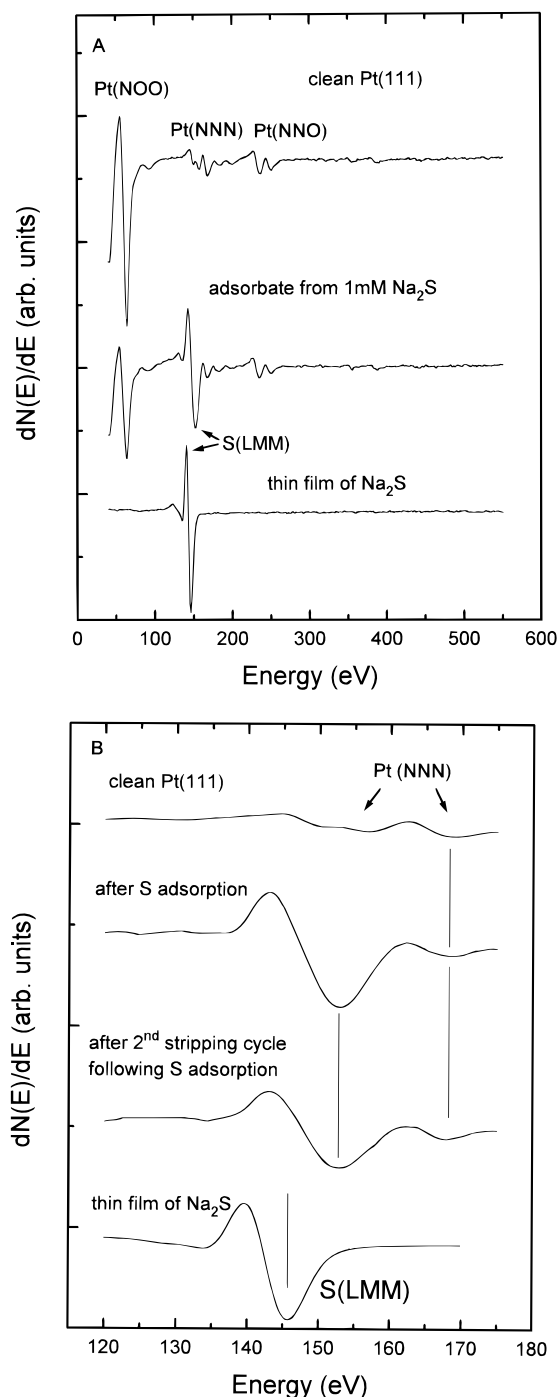 A
clean Pt(111)
Pt(NOO)
Pt(NNN) Pt(NNO)
adsorbate from 1mM Na₂S
S(LMM)
thin film of Na₂S
dN(E)/dE (arb. units)
0 100 200 300 400 500 600
Energy (eV)
B
Pt (NNN)
clean Pt(111)
after S adsorption
after 2ⁿᵈ stripping cycle
following S adsorption
thin film of Na₂S
S(LMM)
dN(E)/dE (arb. units)
120 130 140 150 160 170 180
Energy (eV)